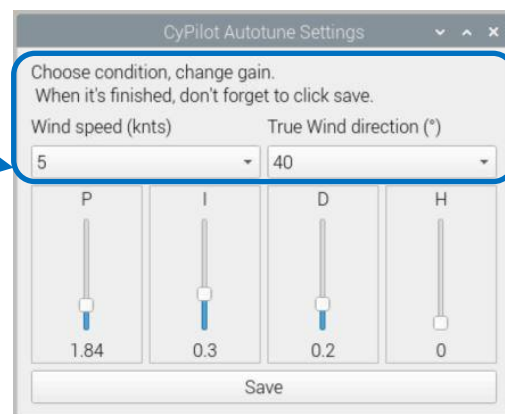 CyPilot Autotune Settings
Choose condition, change gain.
When it's finished, don't forget to click save.
Wind speed (knts) True Wind direction (°)
5 40
P I D H
1.84 0.3 0.2 0
Save